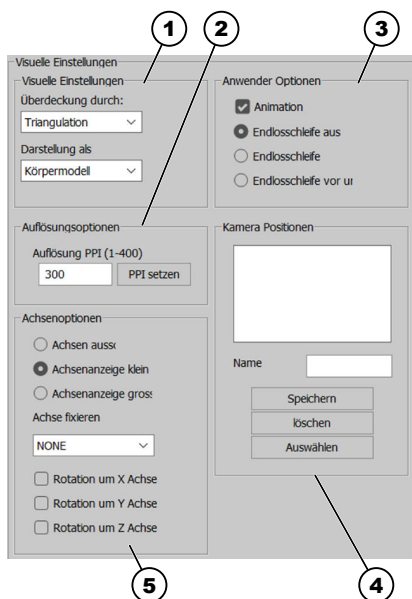 1
2
3
Visuelle Einstellungen
Visuelle Einstellungen
Überdeckung durch:
Triangulation
Darstellung als
Körpermodell
Anwender Optionen
Animation
Endlosschleife aus
Endlosschleife
Endlosschleife vor ur
Auflösungsoptionen
Auflösung PPI (1-400)
300 PPI setzen
Achsenoptionen
Achsen auss
Achsenanzeige klein
Achsenanzeige gros
Achse fixieren
NONE
Rotation um X Achse
Rotation um Y Achse
Rotation um Z Achse
Kamera Positionen
Name
Speichern
löschen
Auswählen
5
4